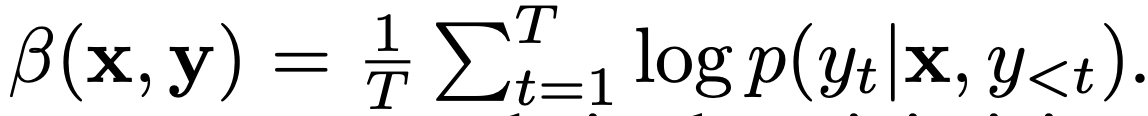 β(x, y) = 1/T ∑_{t=1}^{T} log p(y_t|x, y_{<t}).